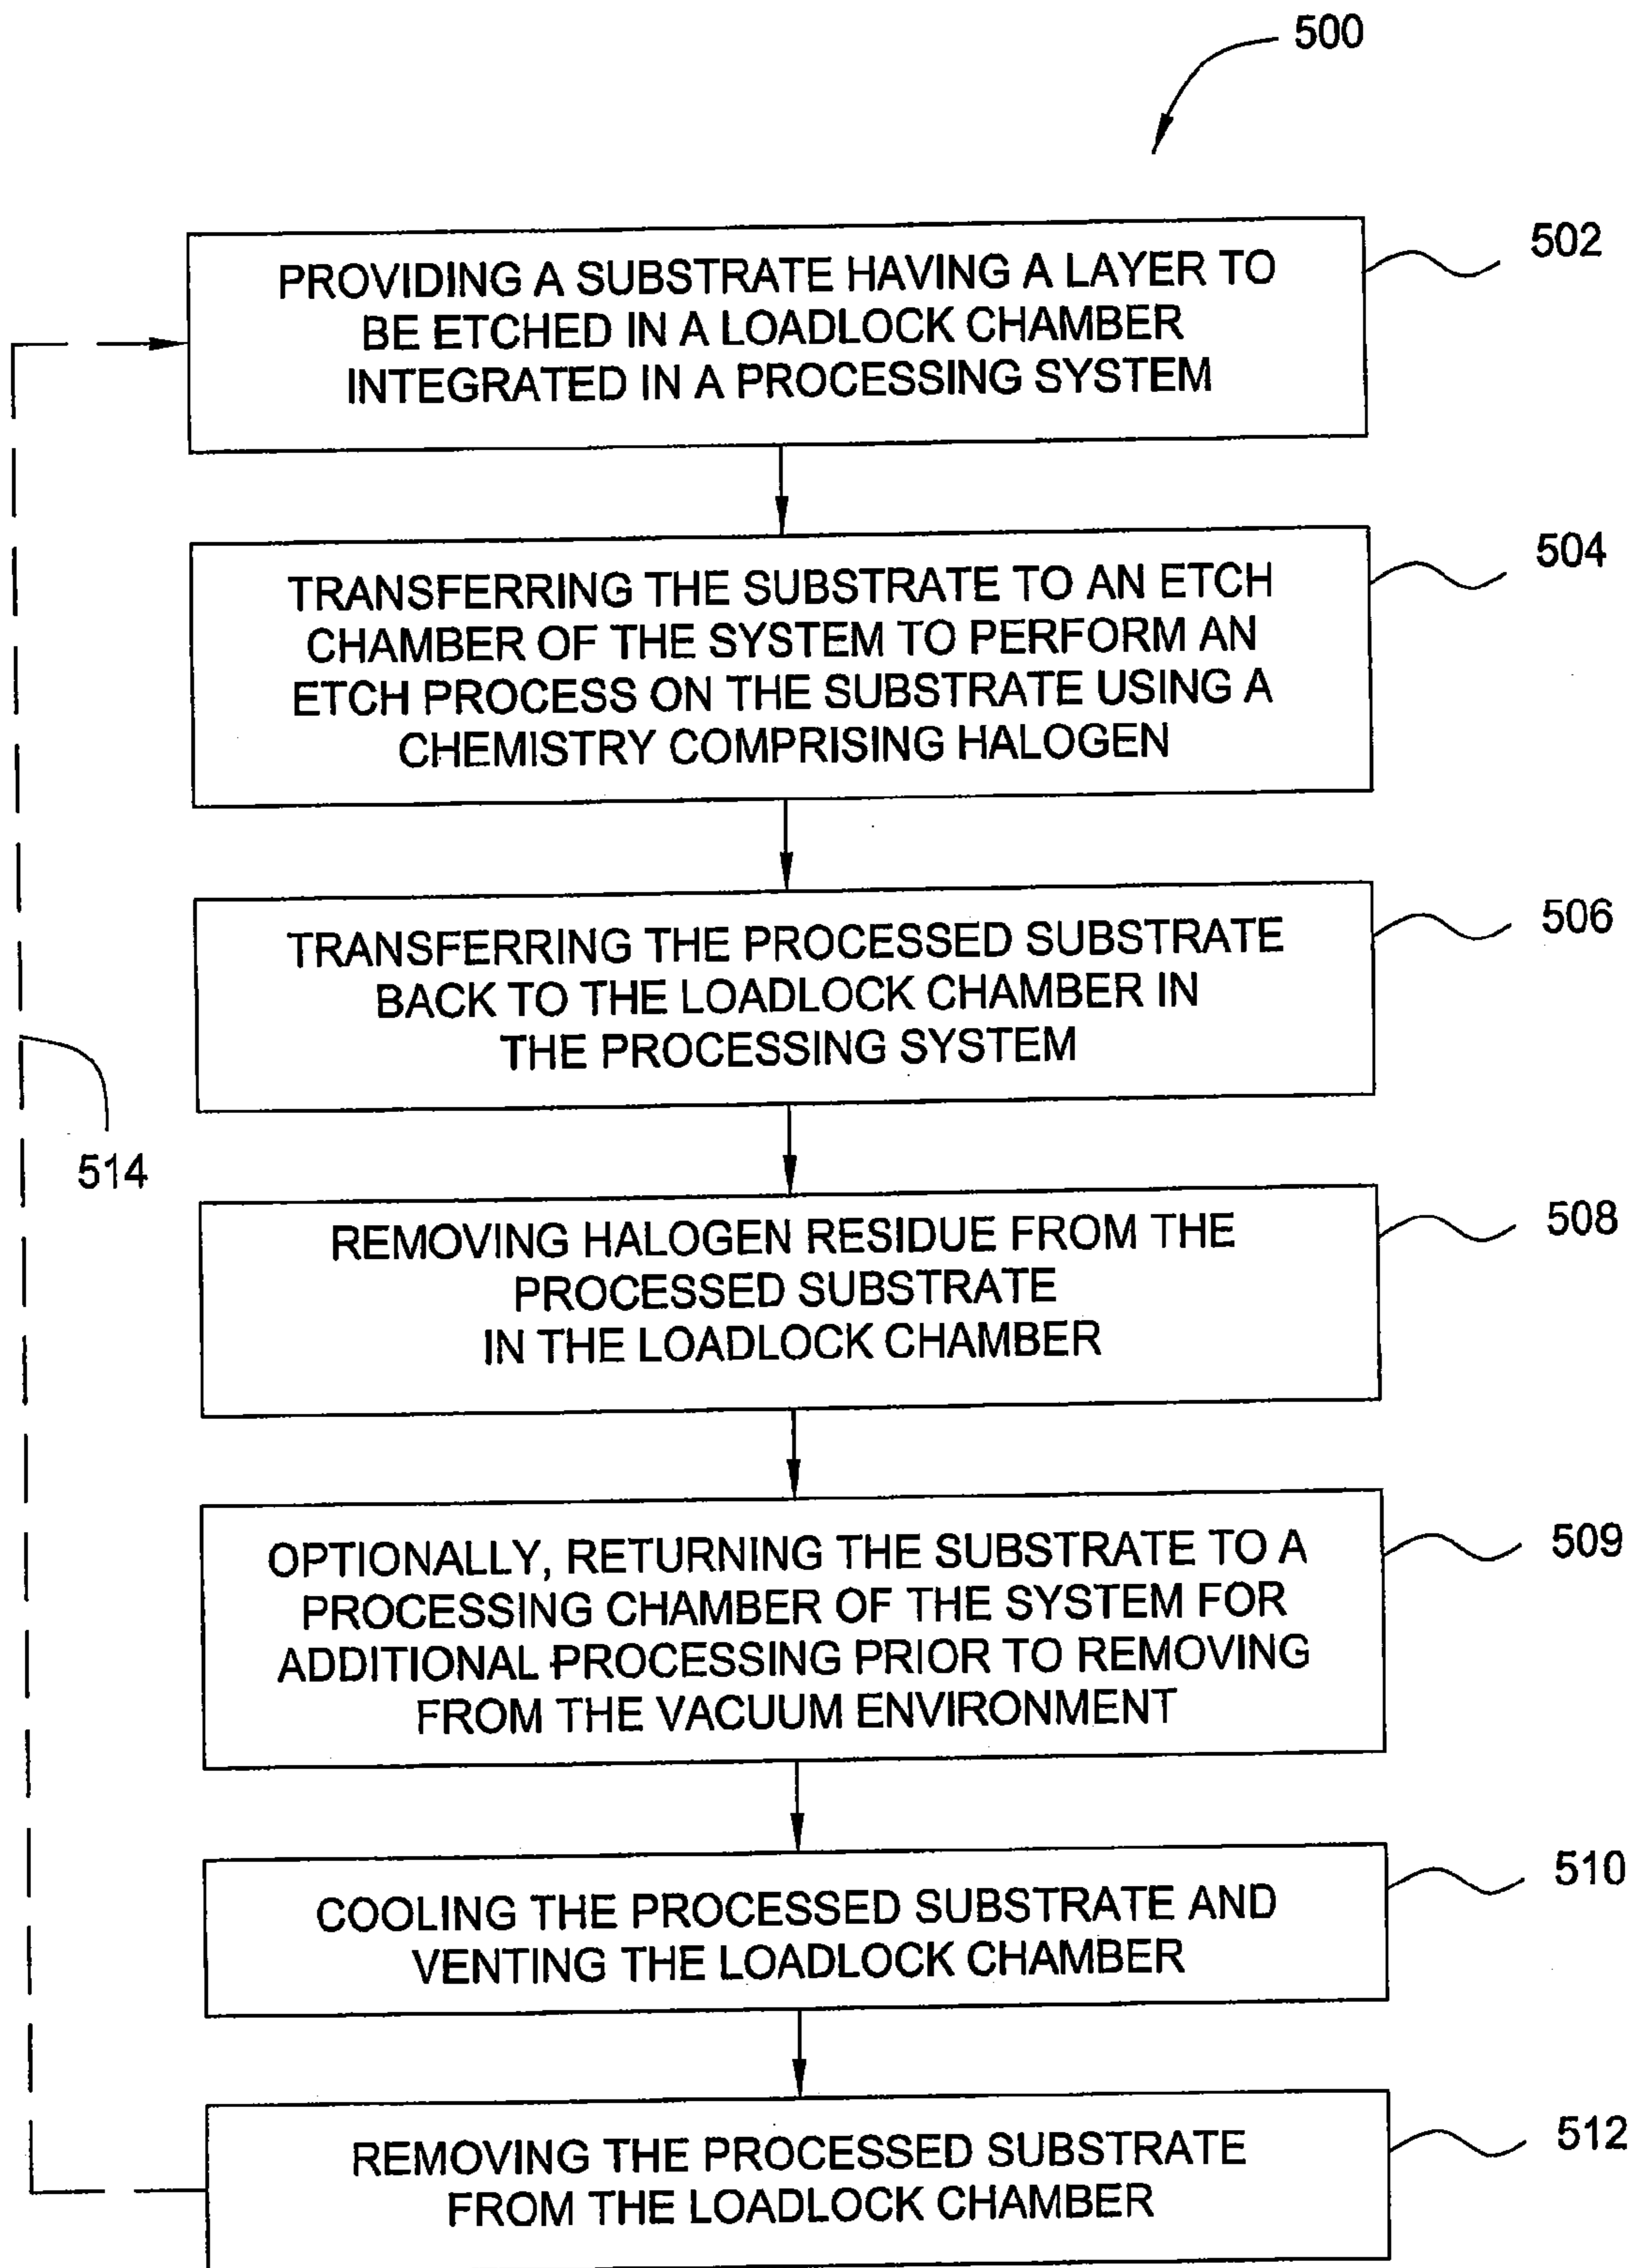 500
PROVIDING A SUBSTRATE HAVING A LAYER TO
BE ETCHED IN A LOADLOCK CHAMBER
INTEGRATED IN A PROCESSING SYSTEM
502
TRANSFERRING THE SUBSTRATE TO AN ETCH
CHAMBER OF THE SYSTEM TO PERFORM AN
ETCH PROCESS ON THE SUBSTRATE USING A
CHEMISTRY COMPRISING HALOGEN
504
TRANSFERRING THE PROCESSED SUBSTRATE
BACK TO THE LOADLOCK CHAMBER IN
THE PROCESSING SYSTEM
506
514
REMOVING HALOGEN RESIDUE FROM THE
PROCESSED SUBSTRATE
IN THE LOADLOCK CHAMBER
508
OPTIONALLY, RETURNING THE SUBSTRATE TO A
PROCESSING CHAMBER OF THE SYSTEM FOR
ADDITIONAL PROCESSING PRIOR TO REMOVING
FROM THE VACUUM ENVIRONMENT
509
COOLING THE PROCESSED SUBSTRATE AND
VENTING THE LOADLOCK CHAMBER
510
REMOVING THE PROCESSED SUBSTRATE
FROM THE LOADLOCK CHAMBER
512